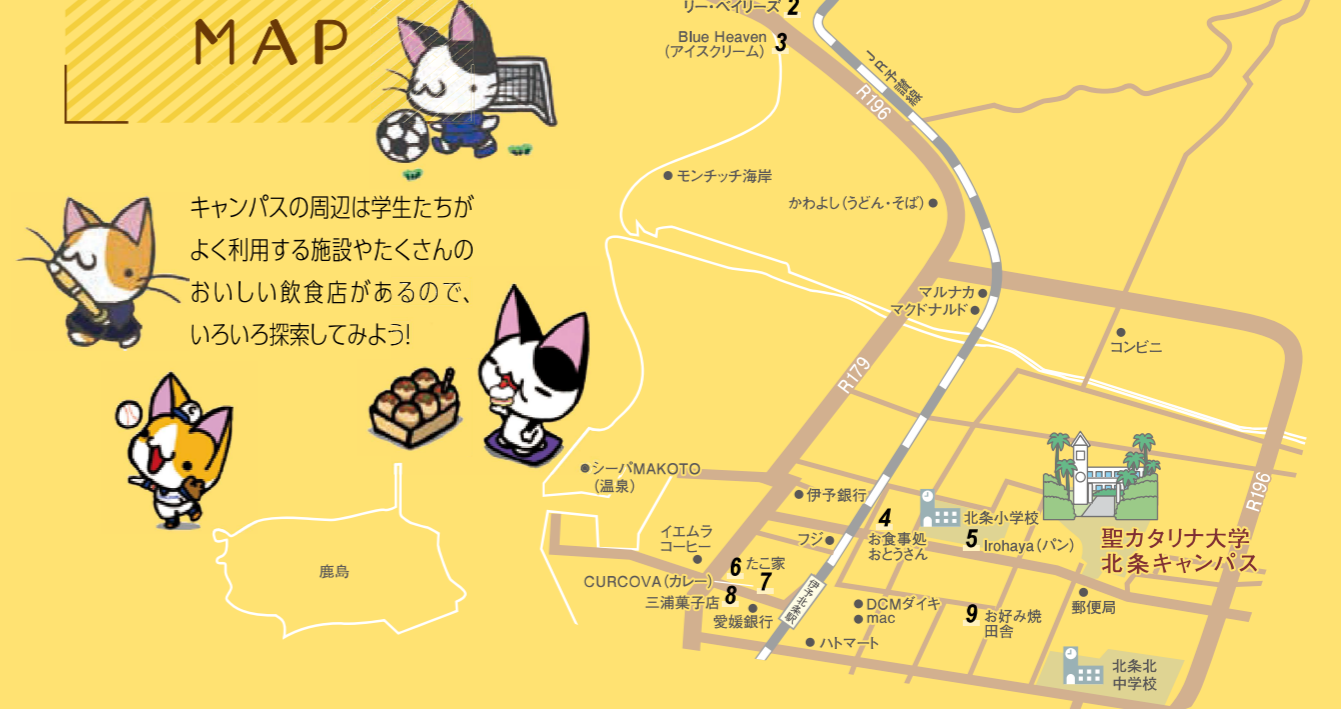 MAP
キャンパスの周辺は学生たちが
よく利用する施設やたくさんの
おいしい飲食店があるので、
いろいろ探索してみよう!
リー・ベイリーズ 2
Blue Heaven
(アイスクリーム) 3
JR予讃線
R196
モンチッチ海岸
かわよし(うどん・そば)
マルナカ
マクドナルド
コンビニ
R179
R196
シーパMAKOTO
(温泉)
伊予銀行
4
お食事処
おとうさん
北条小学校
5 Irohaya(パン)
聖カタリナ大学
北条キャンパス
フジ
イエムラ
コーヒー
6 たこ家
7
CURCOVA(カレー)
三浦菓子店 8
愛媛銀行
伊予北条駅
DCMダイキ
mac
ハトマート
9 お好み焼
田舎
郵便局
北条北
中学校
鹿島